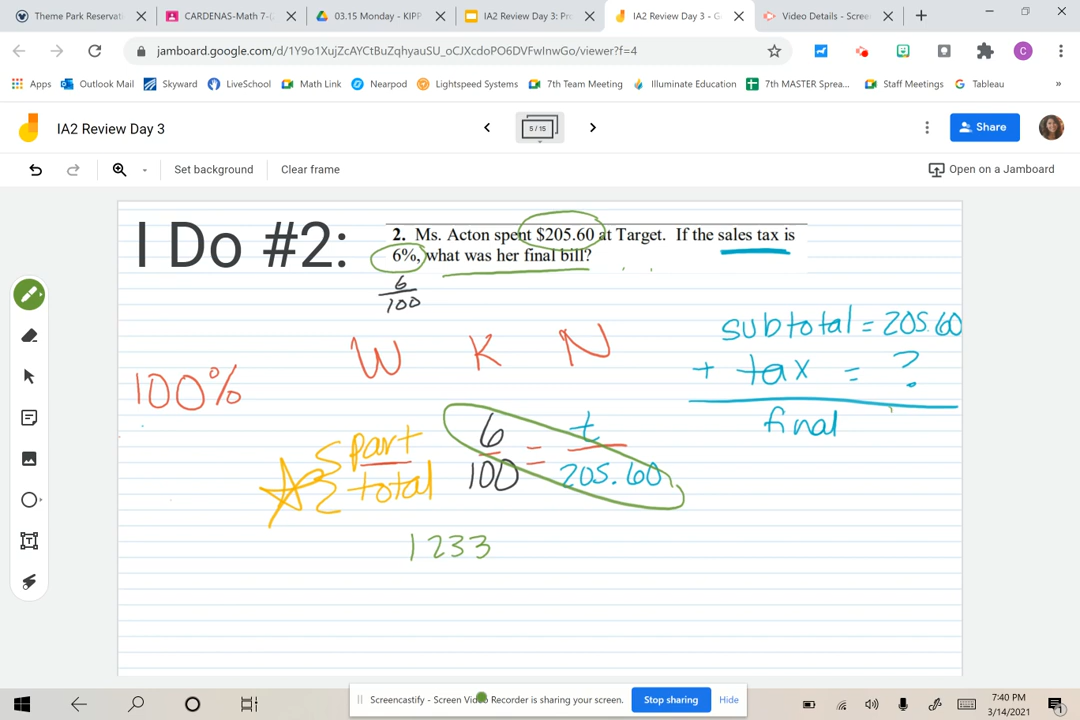 Theme Park Reservati
CARDENAS-Math 7-(
03.15 Monday - KIPP
IA2 Review Day 3: Pr
IA2 Review Day 3 - G
Video Details - Scree
jamboard.google.com/d/1Y9o1XujZcAYCtBuZqhyauSU_oCJXcdoPO6DVFwInwGo/viewer?f=4
C
Apps Outlook Mail Skyward LiveSchool Math Link Nearpod Lightspeed Systems 7th Team Meeting Illuminate Education 7th MASTER Sprea... Staff Meetings Tableau »
IA2 Review Day 3
5 / 15
Share
Set background Clear frame
Open on a Jamboard
I Do #2:
2. Ms. Acton spent $205.60 at Target. If the sales tax is
6%, what was her final bill?
6
100
W K N
100%
subtotal = 205.60
+ tax = ?
final
part
total
6 = t
100 205.60
1233
Screencastify - Screen Video Recorder is sharing your screen. Stop sharing Hide
7:40 PM
3/14/2021
1